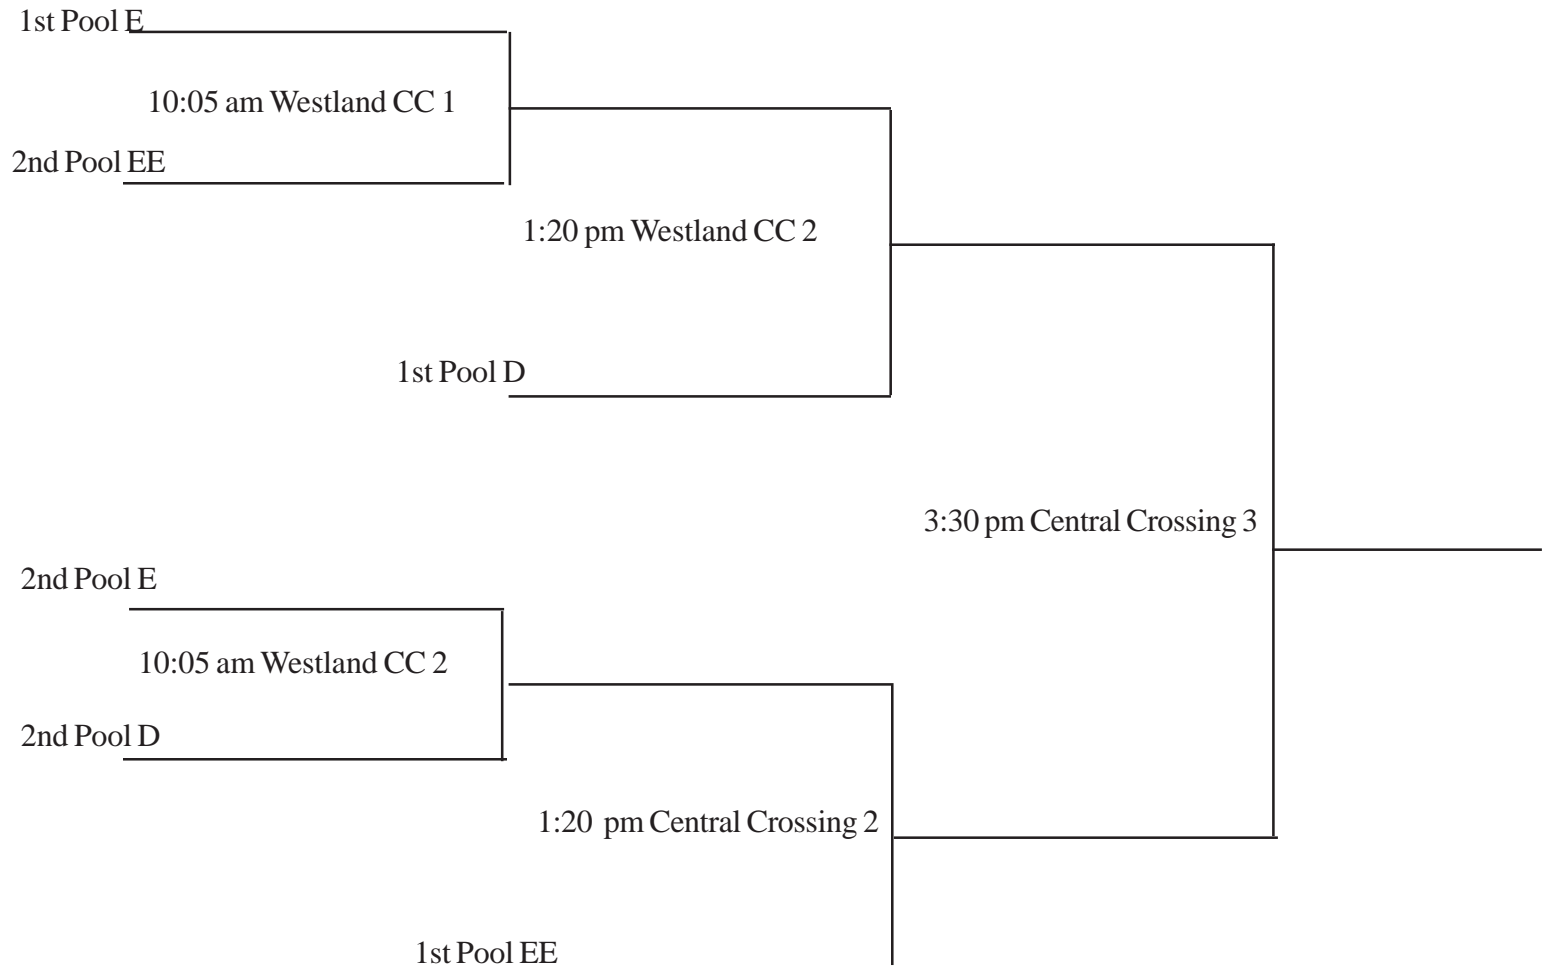 1st Pool E
10:05 am Westland CC 1
2nd Pool EE
1:20 pm Westland CC 2
1st Pool D
3:30 pm Central Crossing 3
2nd Pool E
10:05 am Westland CC 2
2nd Pool D
1:20 pm Central Crossing 2
1st Pool EE